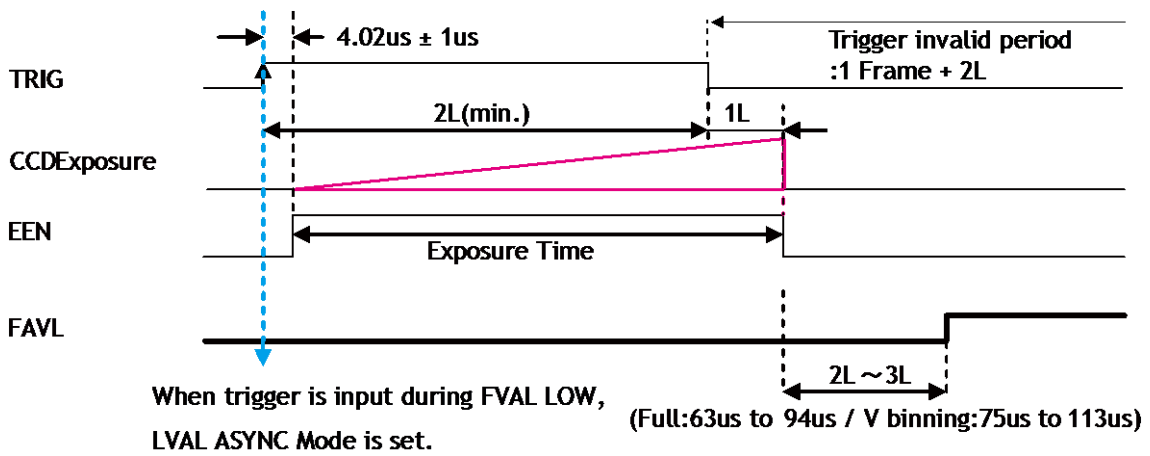 4.02us ± 1us
Trigger invalid period
:1 Frame + 2L
TRIG
2L(min.)
1L
CCDExposure
EEN
Exposure Time
FAVL
2L ~ 3L
When trigger is input during FVAL LOW,
(Full:63us to 94us / V binning:75us to 113us)
LVAL ASYNC Mode is set.